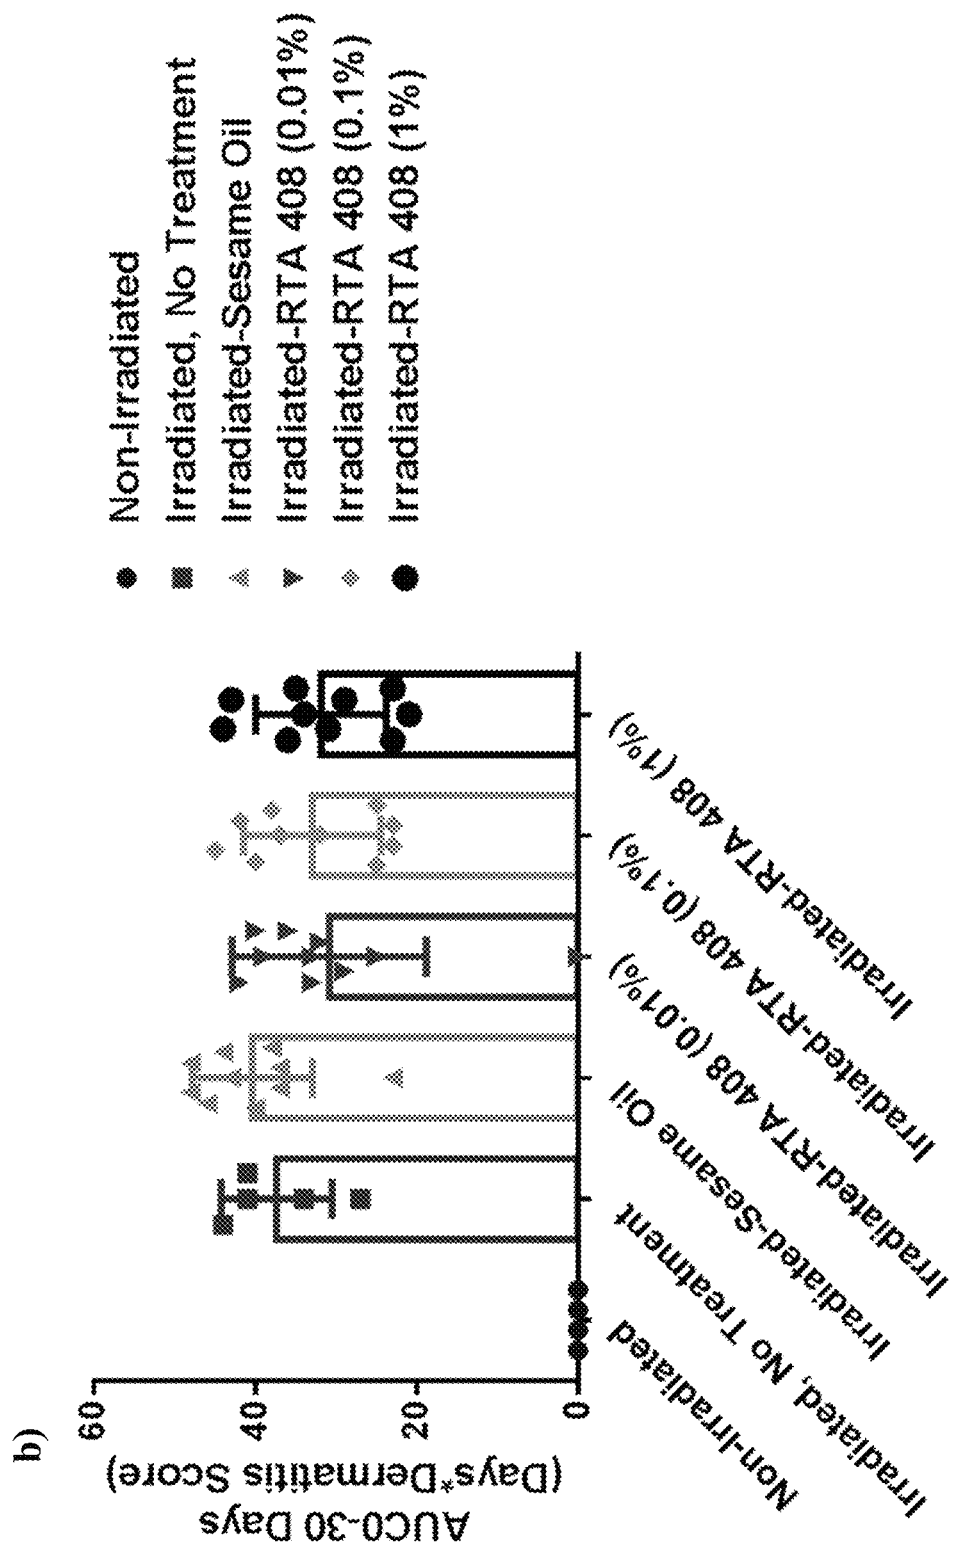 b)
AUC0-30 Days
(Days*Dermatitis Score)
60
40
20
0
Non-Irradiated
Irradiated, No Treatment
Irradiated-Sesame Oil
Irradiated-RTA 408 (0.01%)
Irradiated-RTA 408 (0.1%)
Irradiated-RTA 408 (1%)
Non-Irradiated
Irradiated, No Treatment
Irradiated-Sesame Oil
Irradiated-RTA 408 (0.01%)
Irradiated-RTA 408 (0.1%)
Irradiated-RTA 408 (1%)